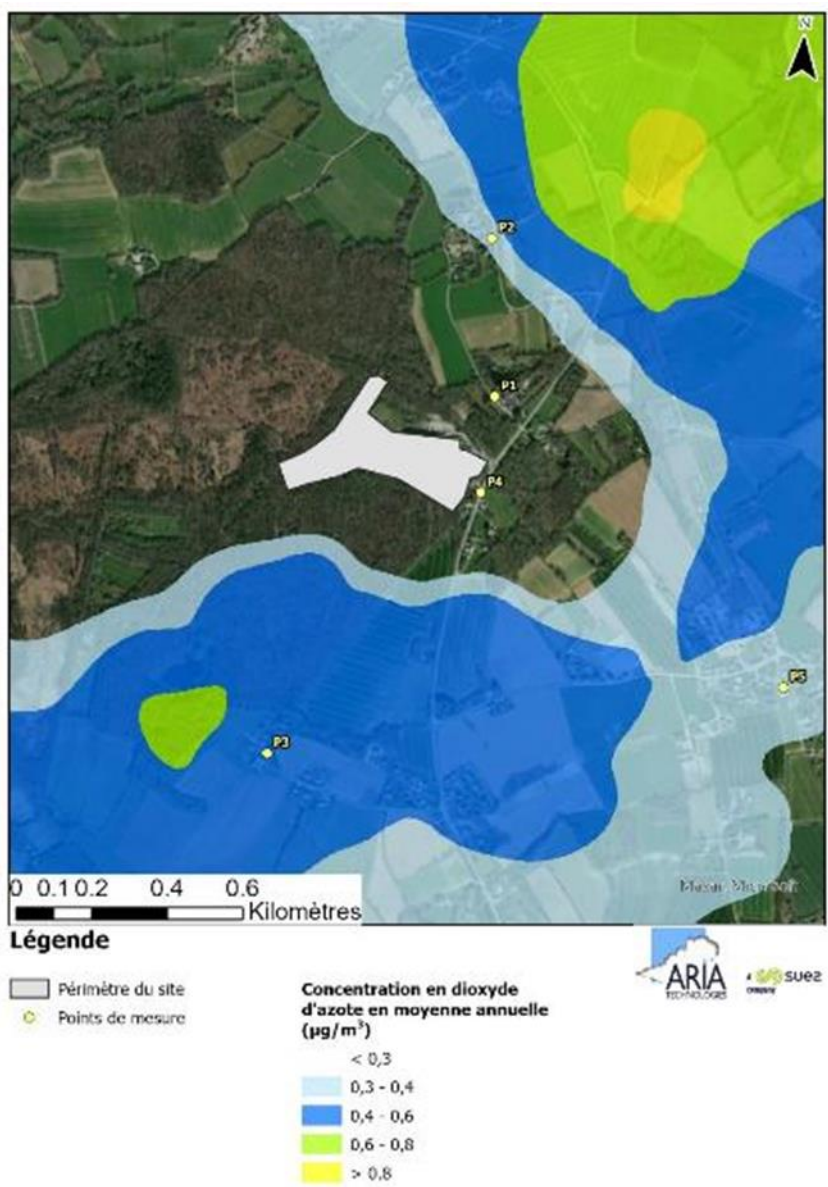 N
P2
P1
P4
P5
P3
0 0.1 0.2 0.4 0.6
Kilomètres
Légende
Périmètre du site
Points de mesure
Concentration en dioxyde
d'azote en moyenne annuelle
(µg/m³)
< 0,3
0,3 - 0,4
0,4 - 0,6
0,6 - 0,8
> 0,8
ARIA
TECHNOLOGIES
suez